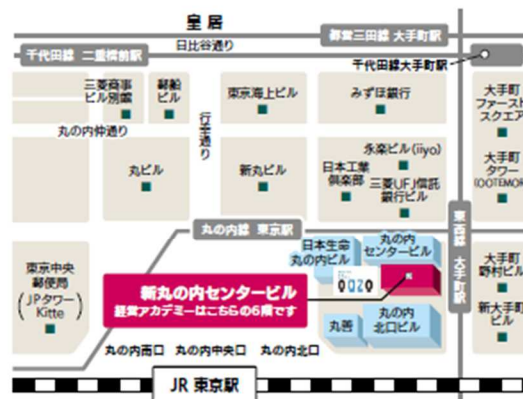 皇居
都営三田線 大手町駅
日比谷通り
千代田線 二重橋前駅
千代田線大手町駅
三菱商事
ビル別館
郵船
ビル
行幸通り
東京海上ビル
みずほ銀行
大手町
ファースト
スクエア
丸の内仲通り
丸ビル
新丸ビル
永楽ビル(iiyo)
日本工業
倶楽部
三菱UFJ信託
銀行ビル
大手町
タワー
(OOTEMORI)
丸の内線 東京駅
東西線 大手町駅
東京中央
郵便局
(JPタワー
Kitte)
日本生命
丸の内ビル
丸の内
センタービル
OAZO
新丸の内センタービル
経営アカデミーはこちらの6階です
大手町
野村ビル
新大手町
ビル
丸善
丸の内
北口ビル
丸の内南口
丸の内中央口
丸の内北口
JR 東京駅